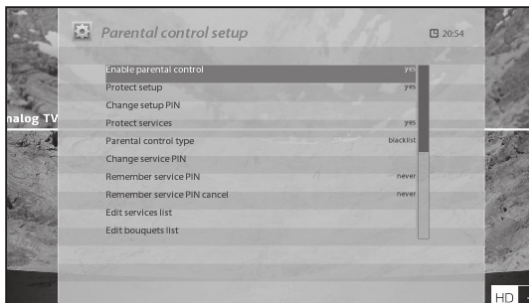 Parental control setup
20:54
Enable parental control yes
Protect setup yes
Change setup PIN
nalog TV
Protect services yes
Parental control type blacklist
Change service PIN
Remember service PIN never
Remember service PIN cancel never
Edit services list
Edit bouquets list
HD